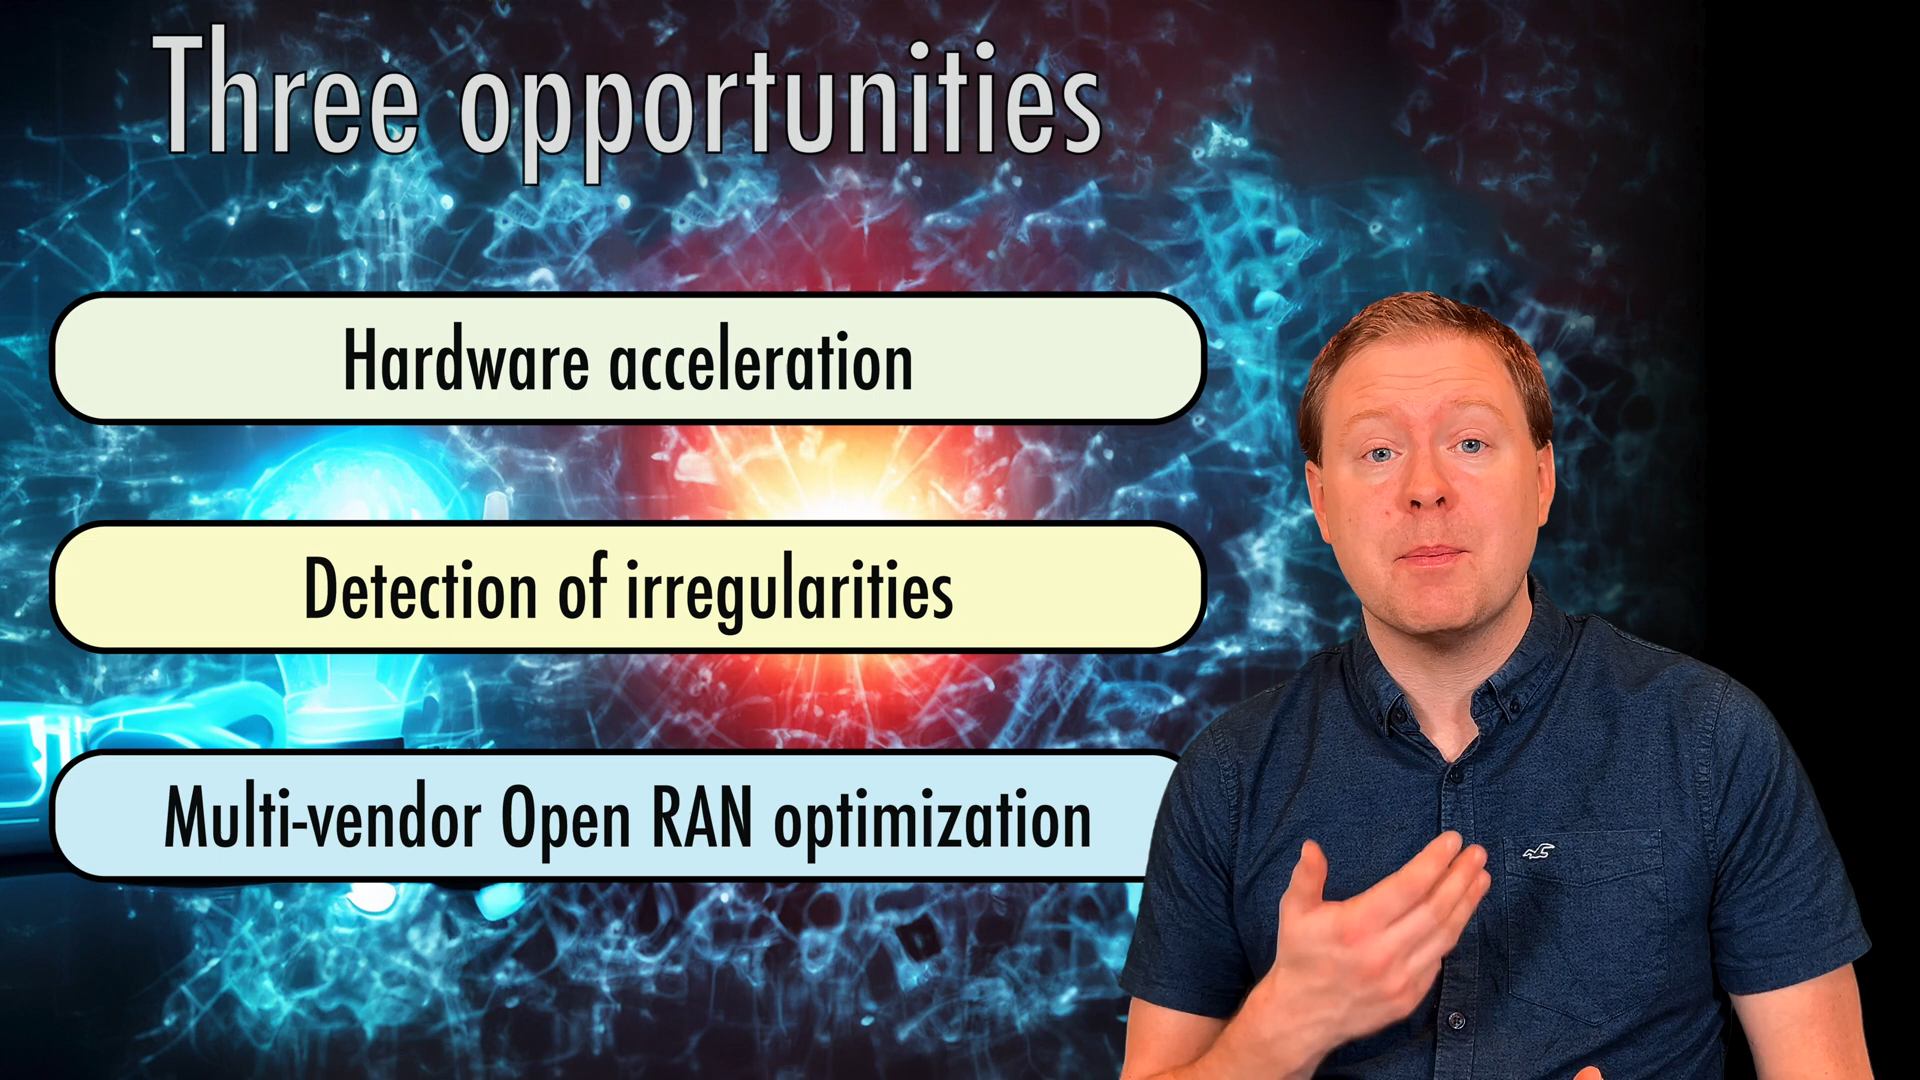 Three opportunities
Hardware acceleration
Detection of irregularities
Multi-vendor Open RAN optimization